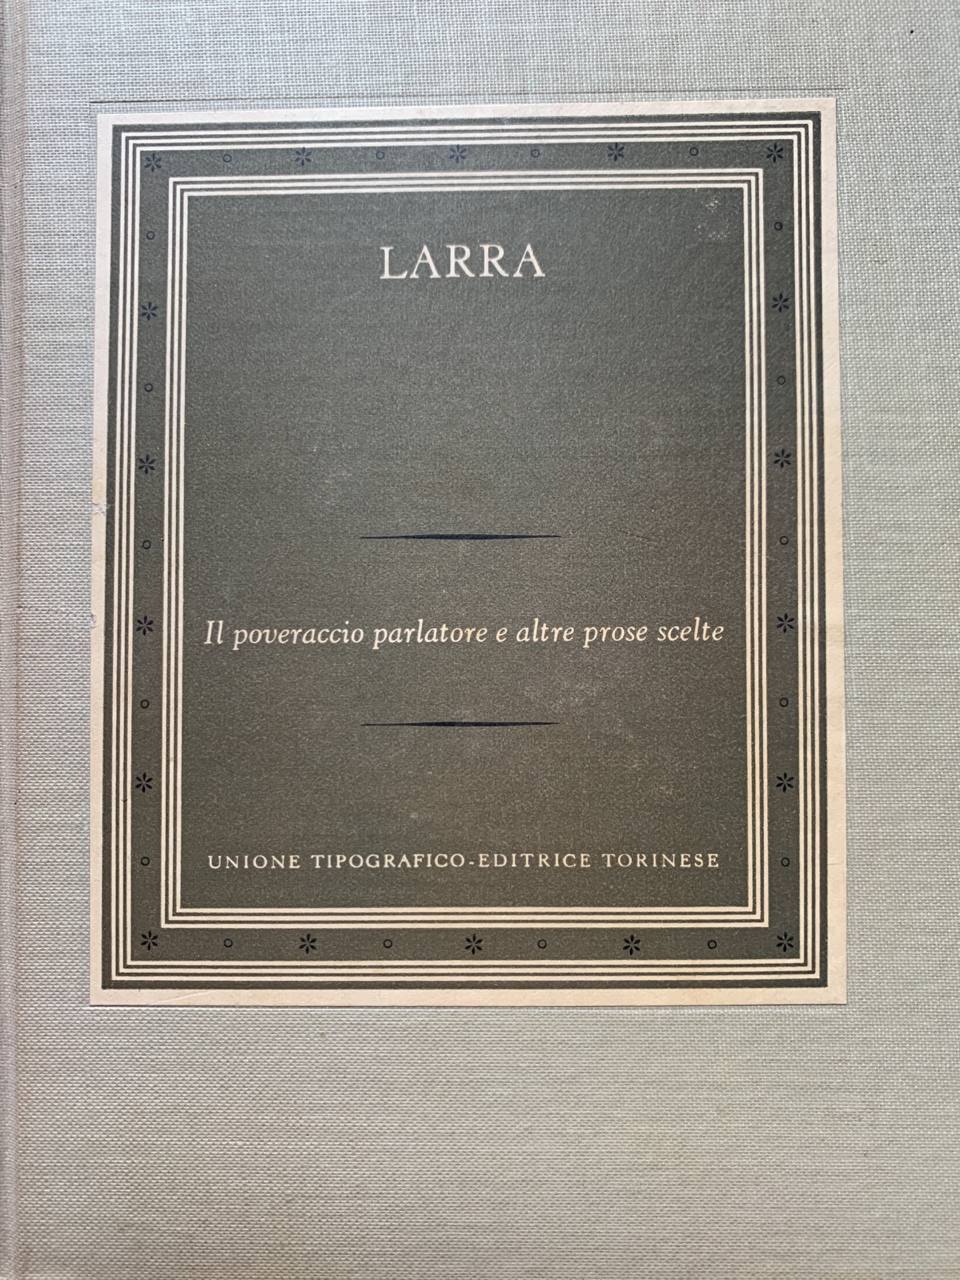 LARRA
Il poveraccio parlatore e altre prose scelte
UNIONE TIPOGRAFICO-EDITRICE TORINESE